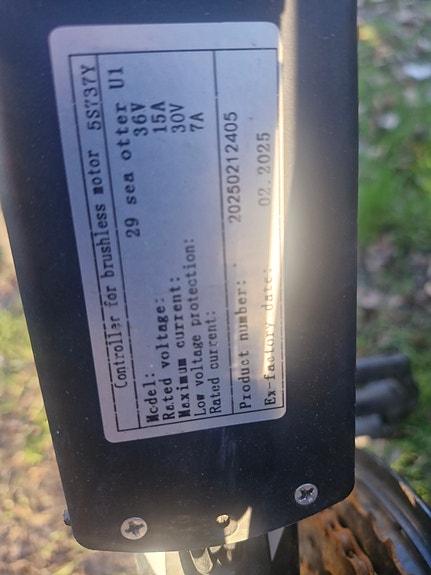 Controller for brushless motor 5S737Y
Model: 29 sea otter U1
Rated voltage: 36V
Maximum current: 15A
Low voltage protection: 30V
Rated current: 7A
Product number: 20250212405
Ex-factory date: 02.2025